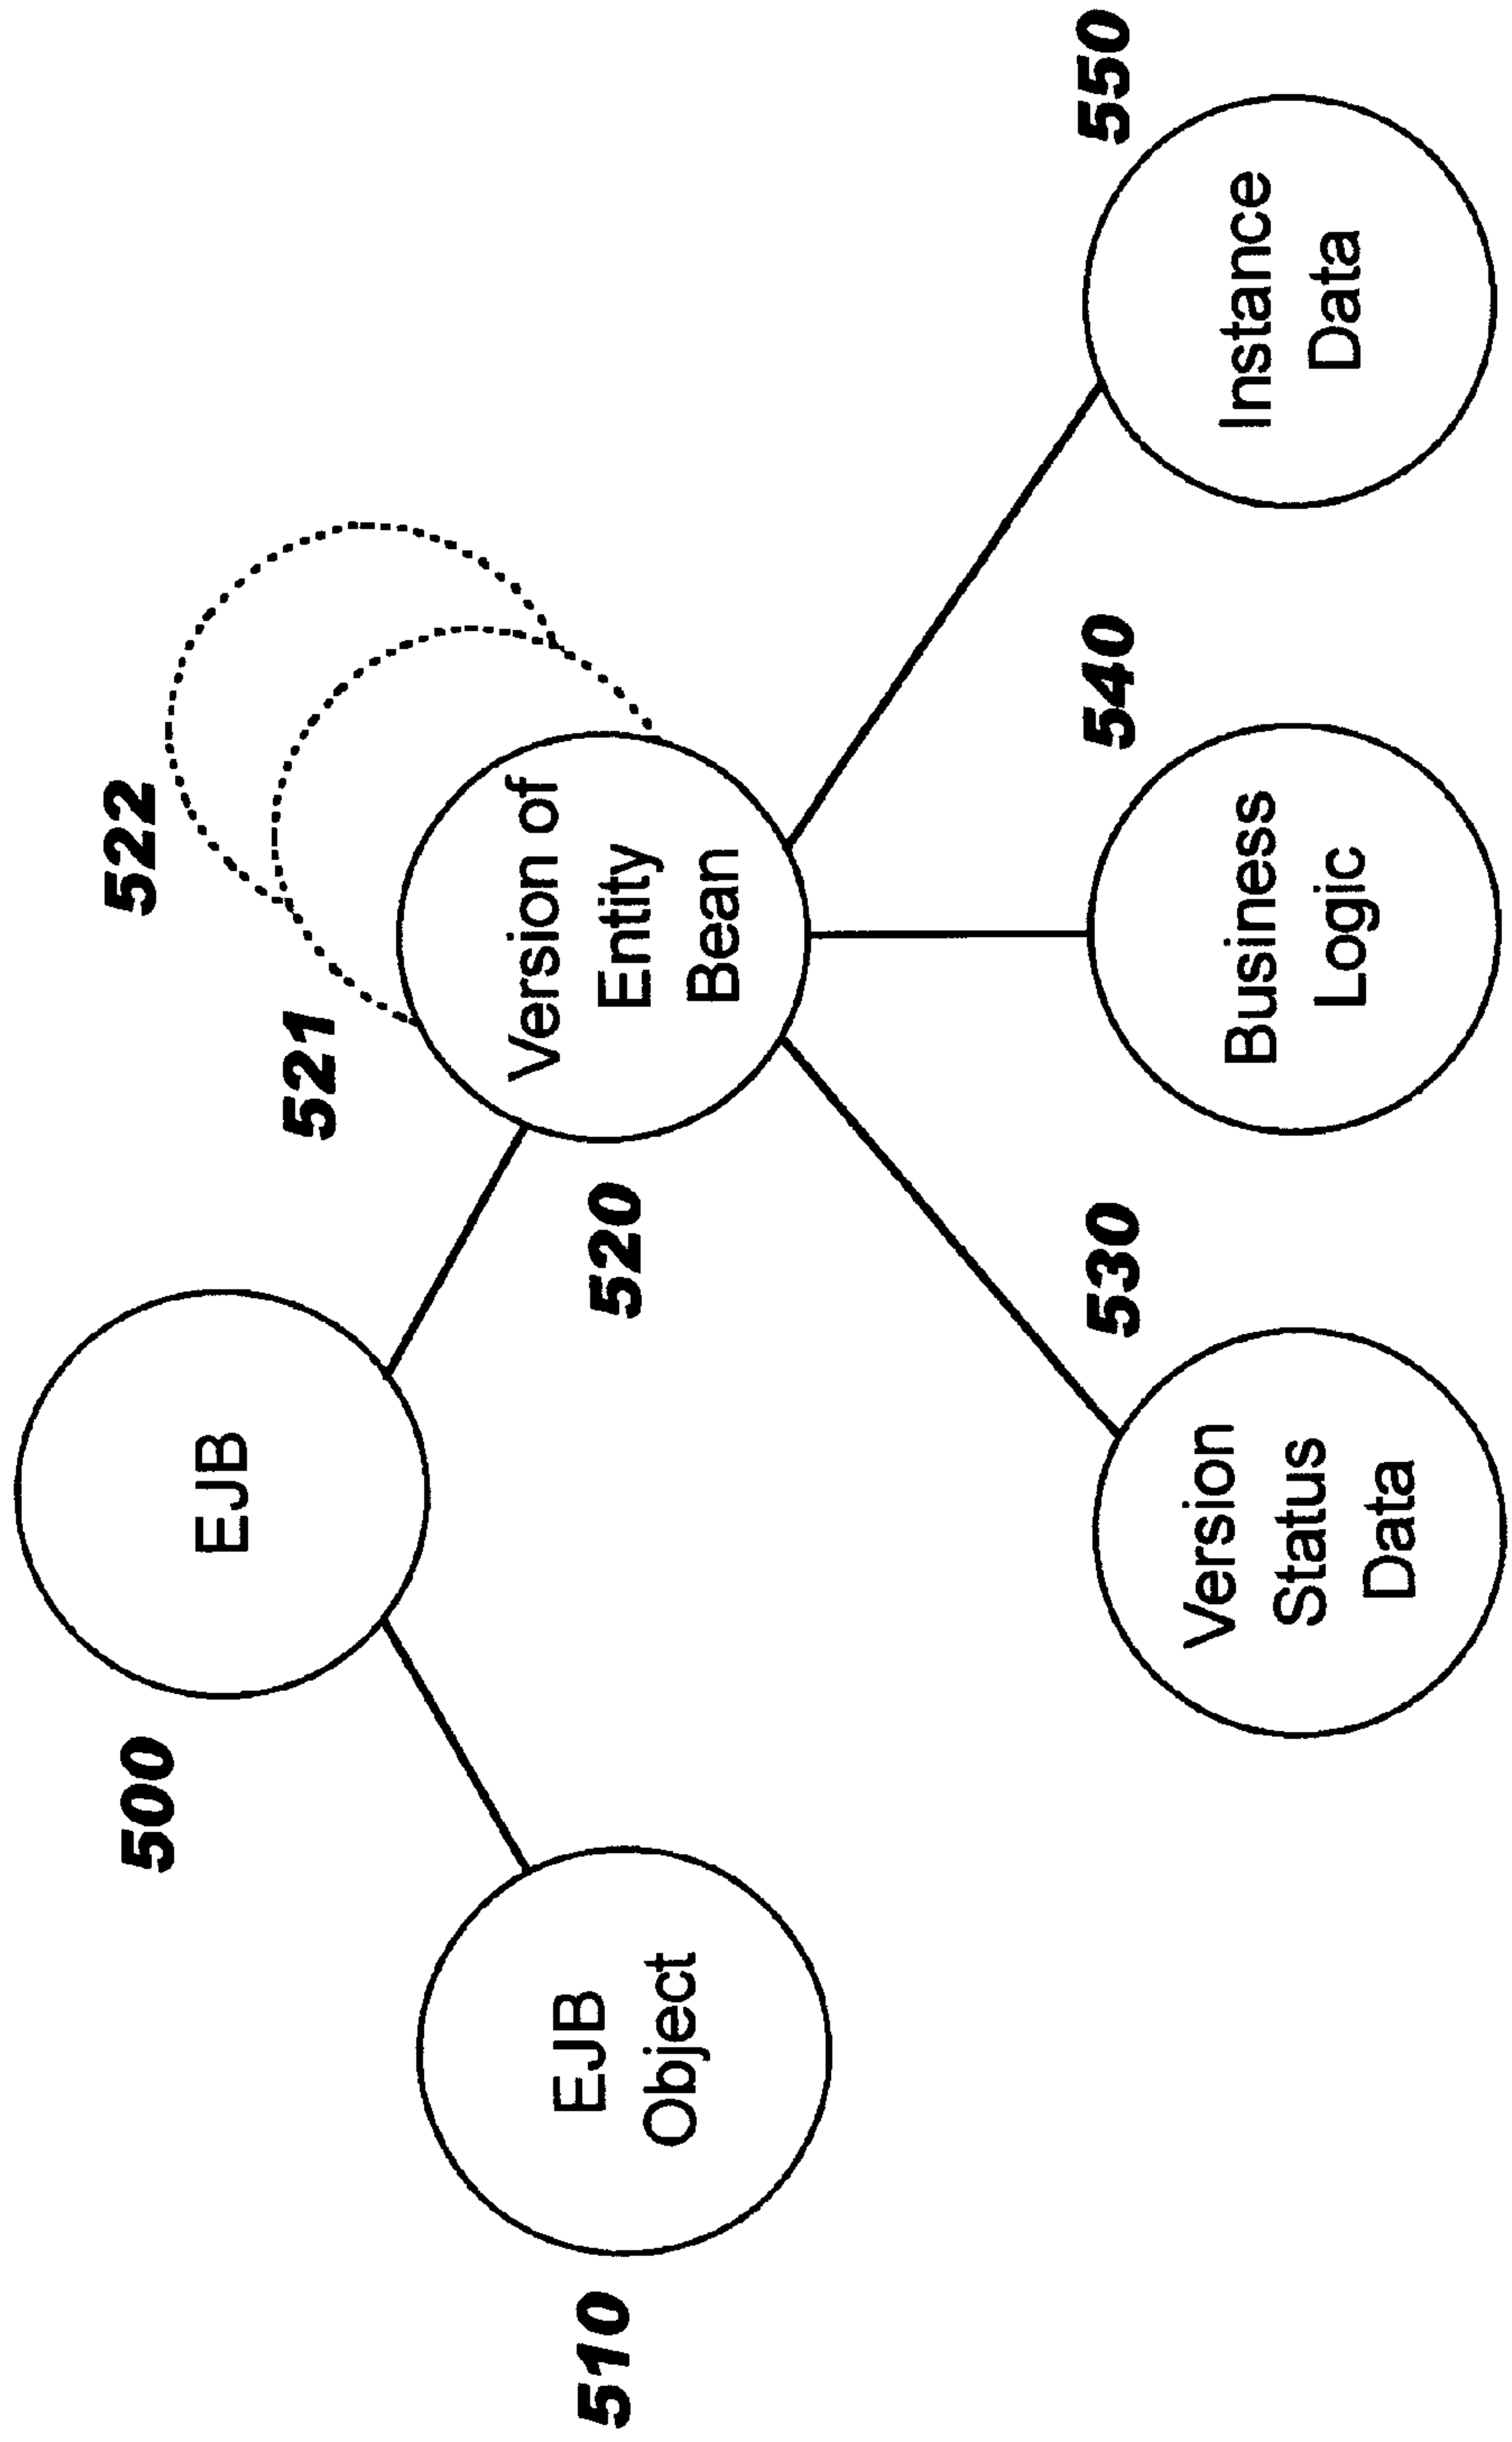 500
EJB
510
EJB
Object
520
521
522
Version of
Entity
Bean
530
Version
Status
Data
540
Business
Logic
550
Instance
Data